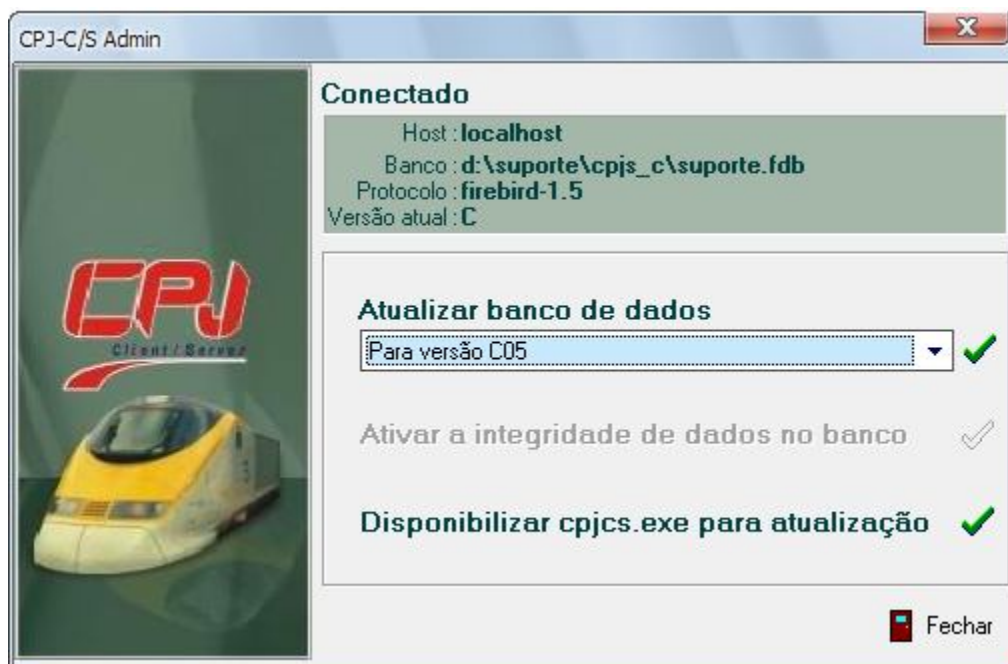 CPJ-C/S Admin
CPJ
Client / Server
Conectado
Host : localhost
Banco : d:\suporte\cpjs_c\suporte.fdb
Protocolo : firebird-1.5
Versão atual : C
Atualizar banco de dados
Para versão C05
Ativar a integridade de dados no banco
Disponibilizar cpjcs.exe para atualização
Fechar